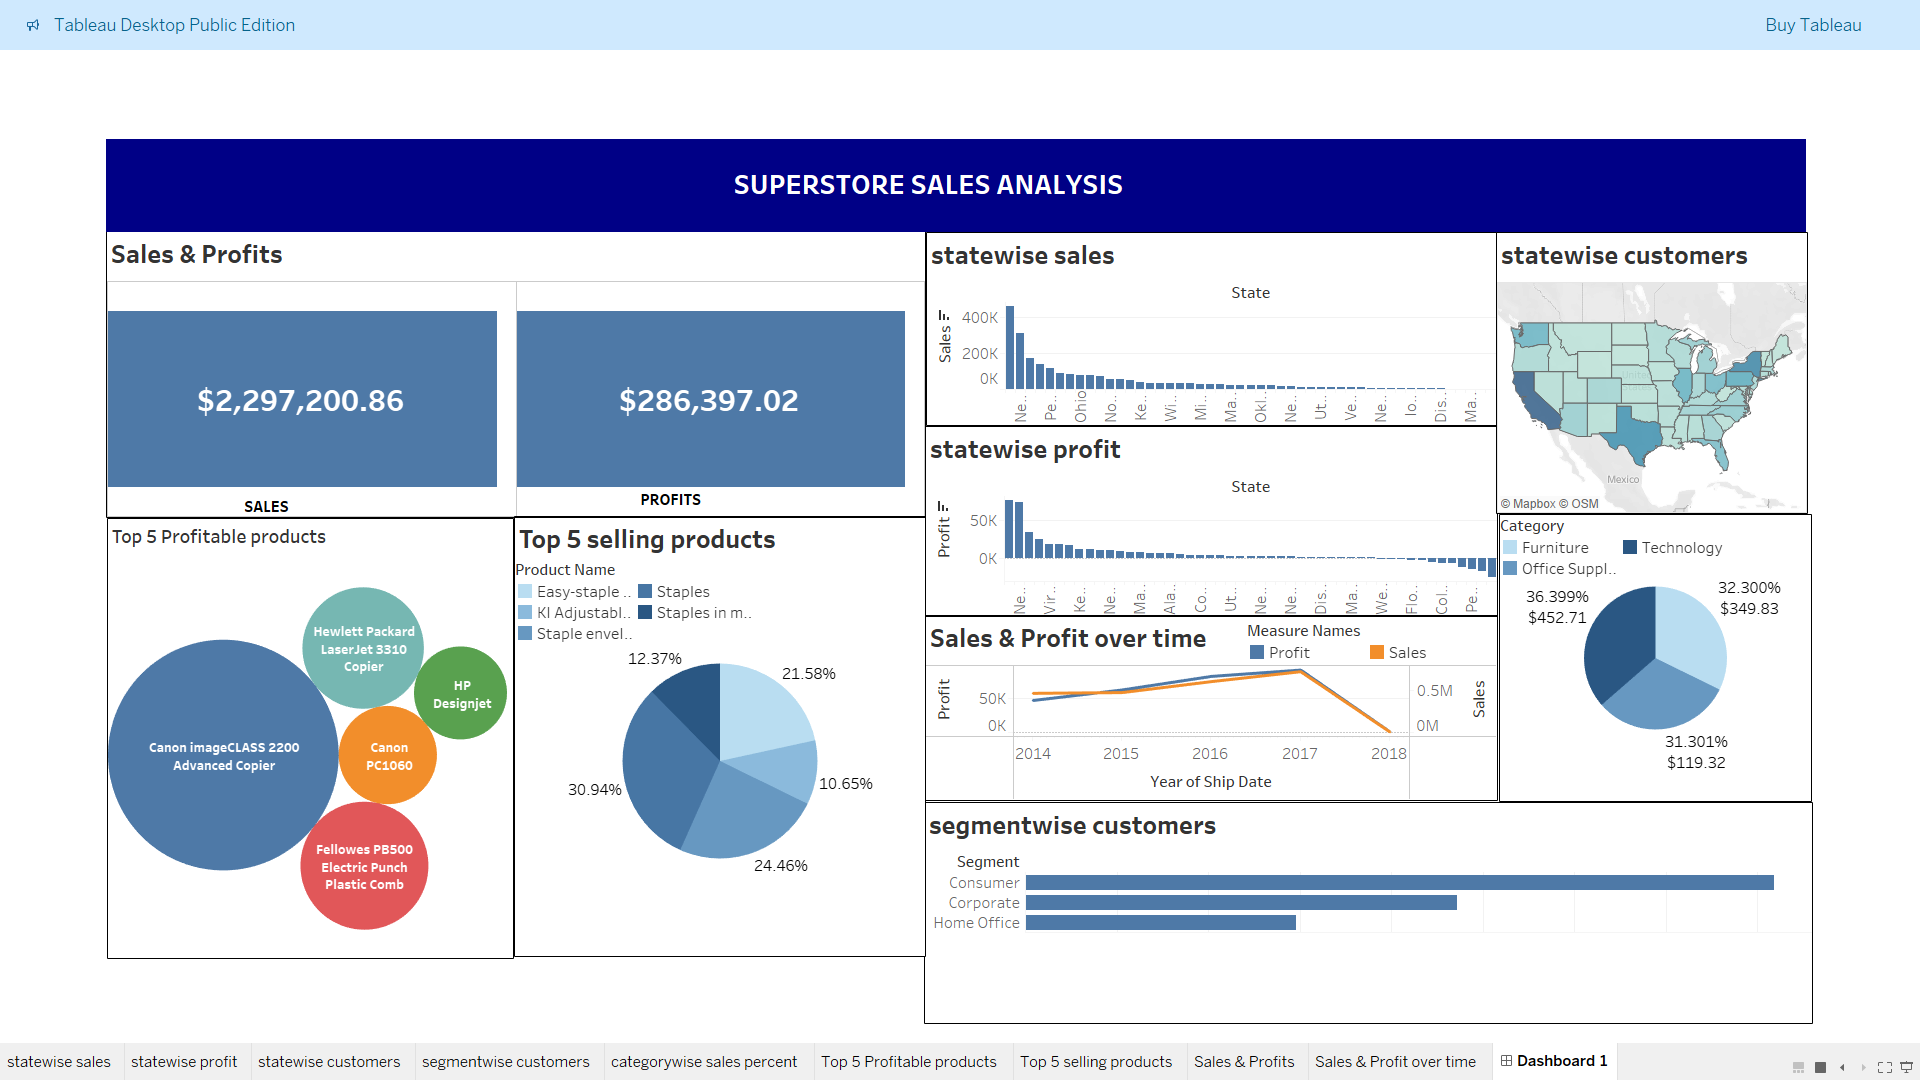 Tableau Desktop Public Edition
Buy Tableau
SUPERSTORE SALES ANALYSIS
Sales & Profits
$2,297,200.86
$286,397.02
SALES
PROFITS
Top 5 Profitable products
Hewlett Packard
LaserJet 3310
Copier
HP
Designjet
Canon imageCLASS 2200
Advanced Copier
Canon
PC1060
Fellowes PB500
Electric Punch
Plastic Comb
Top 5 selling products
Product Name
Easy-staple ..
Staples
KI Adjustabl..
Staples in m..
Staple envel..
12.37%
21.58%
10.65%
30.94%
24.46%
statewise sales
State
Sales
400K
200K
0K
Ne..
Pe..
Ohio
No..
Ke..
Wi..
Mi..
Ma..
Okl..
Ne..
Ut..
Ve..
Ne..
Io..
Dis..
Ma..
statewise profit
State
Profit
50K
0K
Ne..
Vir..
Ke..
Ne..
Ma..
Ala..
Co..
Ut..
Ne..
Ne..
Dis..
Ma..
We..
Flo..
Col..
Pe..
Sales & Profit over time
Measure Names
Profit
Sales
Profit
50K
0K
0.5M
0M
Sales
2014
2015
2016
2017
2018
Year of Ship Date
statewise customers
United
States
Mexico
© Mapbox © OSM
Category
Furniture
Technology
Office Suppl..
36.399%
$452.71
32.300%
$349.83
31.301%
$119.32
segmentwise customers
Segment
Consumer
Corporate
Home Office
statewise sales
statewise profit
statewise customers
segmentwise customers
categorywise sales percent
Top 5 Profitable products
Top 5 selling products
Sales & Profits
Sales & Profit over time
Dashboard 1